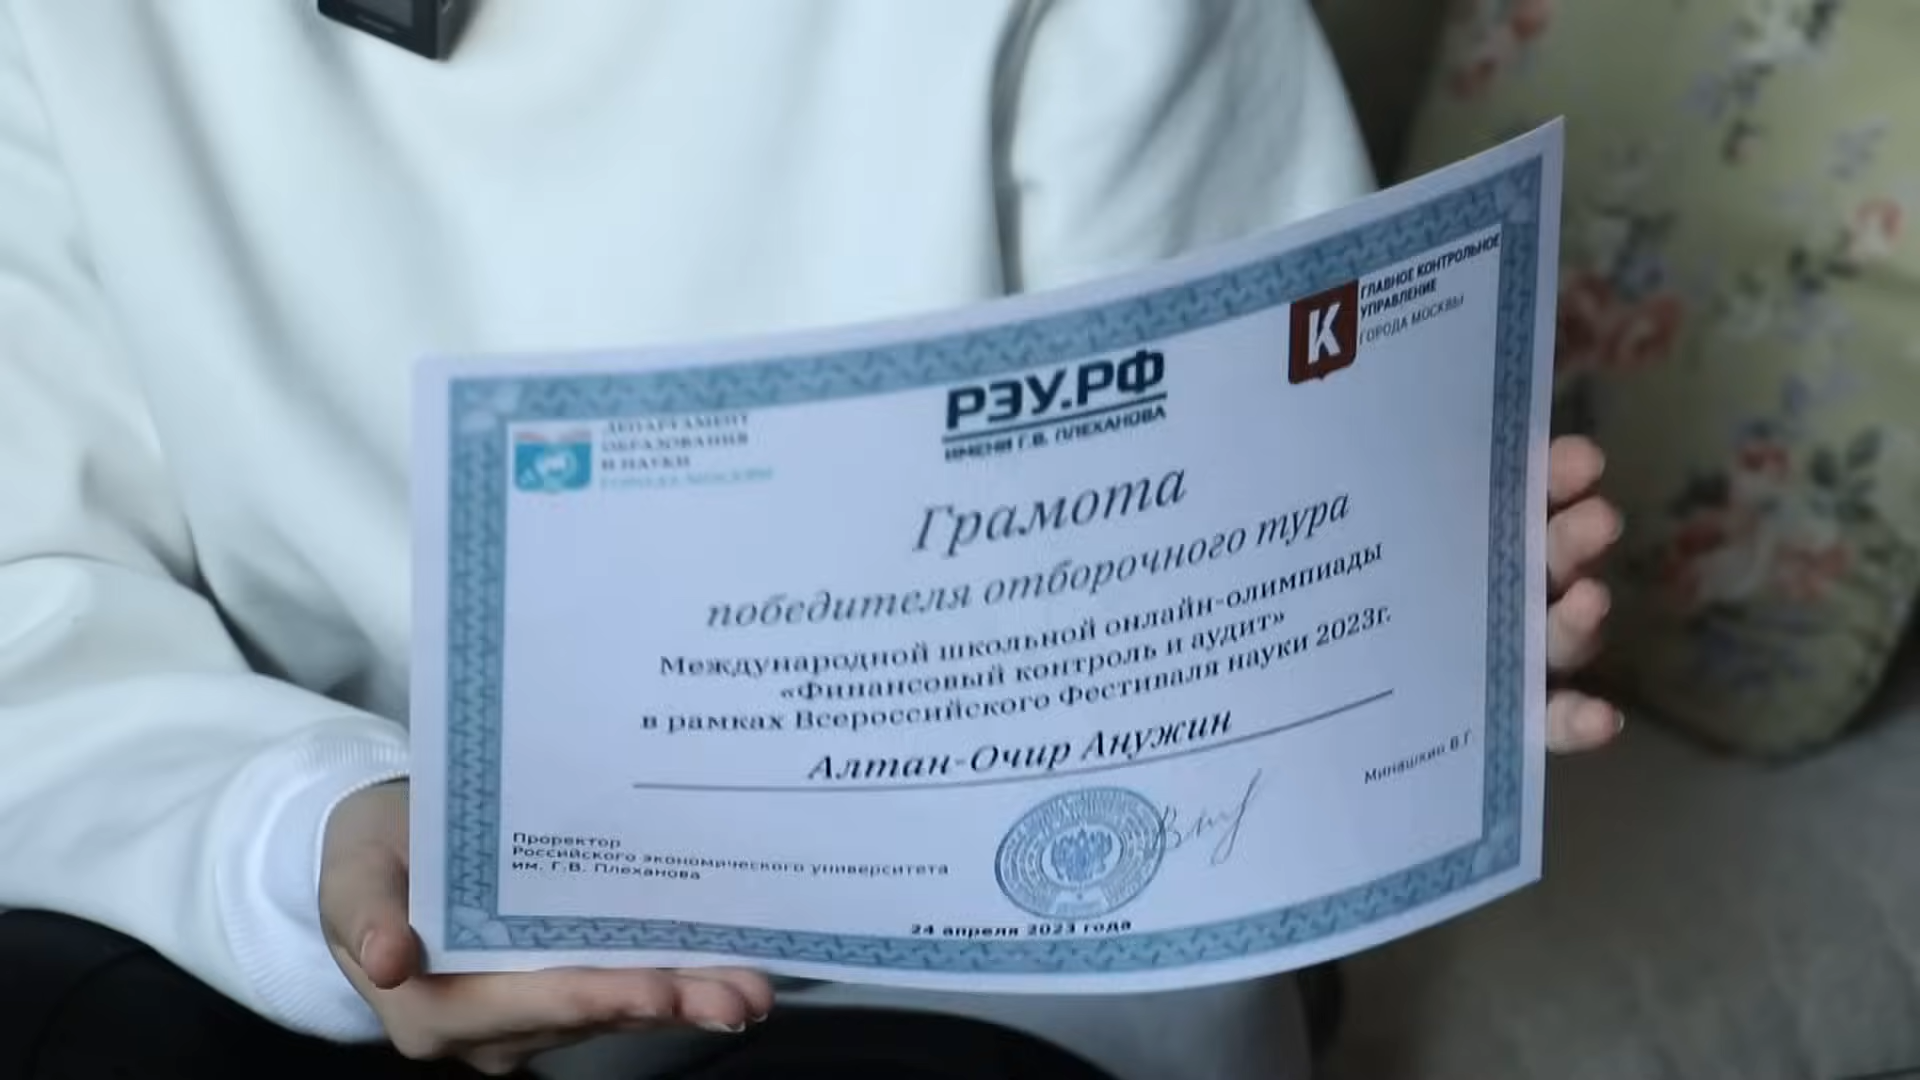 ДЕПАРТАМЕНТ
ОБРАЗОВАНИЯ
И НАУКИ
ГОРОДА МОСКВЫ
РЭУ.РФ
ИМЕНИ Г.В. ПЛЕХАНОВА
К
ГЛАВНОЕ КОНТРОЛЬНОЕ
УПРАВЛЕНИЕ
ГОРОДА МОСКВЫ
Грамота
победителя отборочного тура
Международной школьной онлайн-олимпиады
«Финансовый контроль и аудит»
в рамках Всероссийского Фестиваля науки 2023г.
Алтан-Очир Анужин
Проректор
Российского экономического университета
им. Г.В. Плеханова
Минашкин В.Г.
24 апреля 2023 года